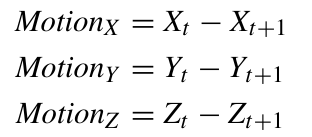 Motion_X = X_t − X_{t+1}
Motion_Y = Y_t − Y_{t+1}
Motion_Z = Z_t − Z_{t+1}